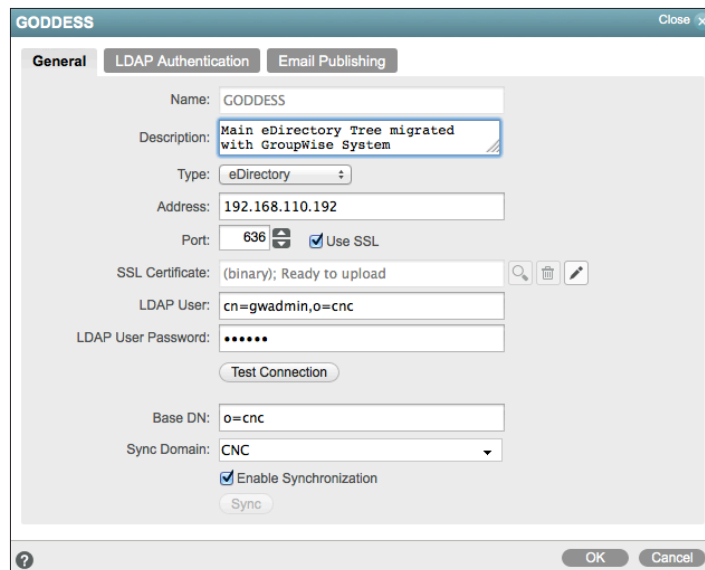 GODDESS Close x
General LDAP Authentication Email Publishing
Name: GODDESS
Description: Main eDirectory Tree migrated
with GroupWise System
Type: eDirectory
Address: 192.168.110.192
Port: 636 Use SSL
SSL Certificate: (binary); Ready to upload
LDAP User: cn=gwadmin,o=cnc
LDAP User Password: ••••••
Test Connection
Base DN: o=cnc
Sync Domain: CNC
Enable Synchronization
Sync
? OK Cancel